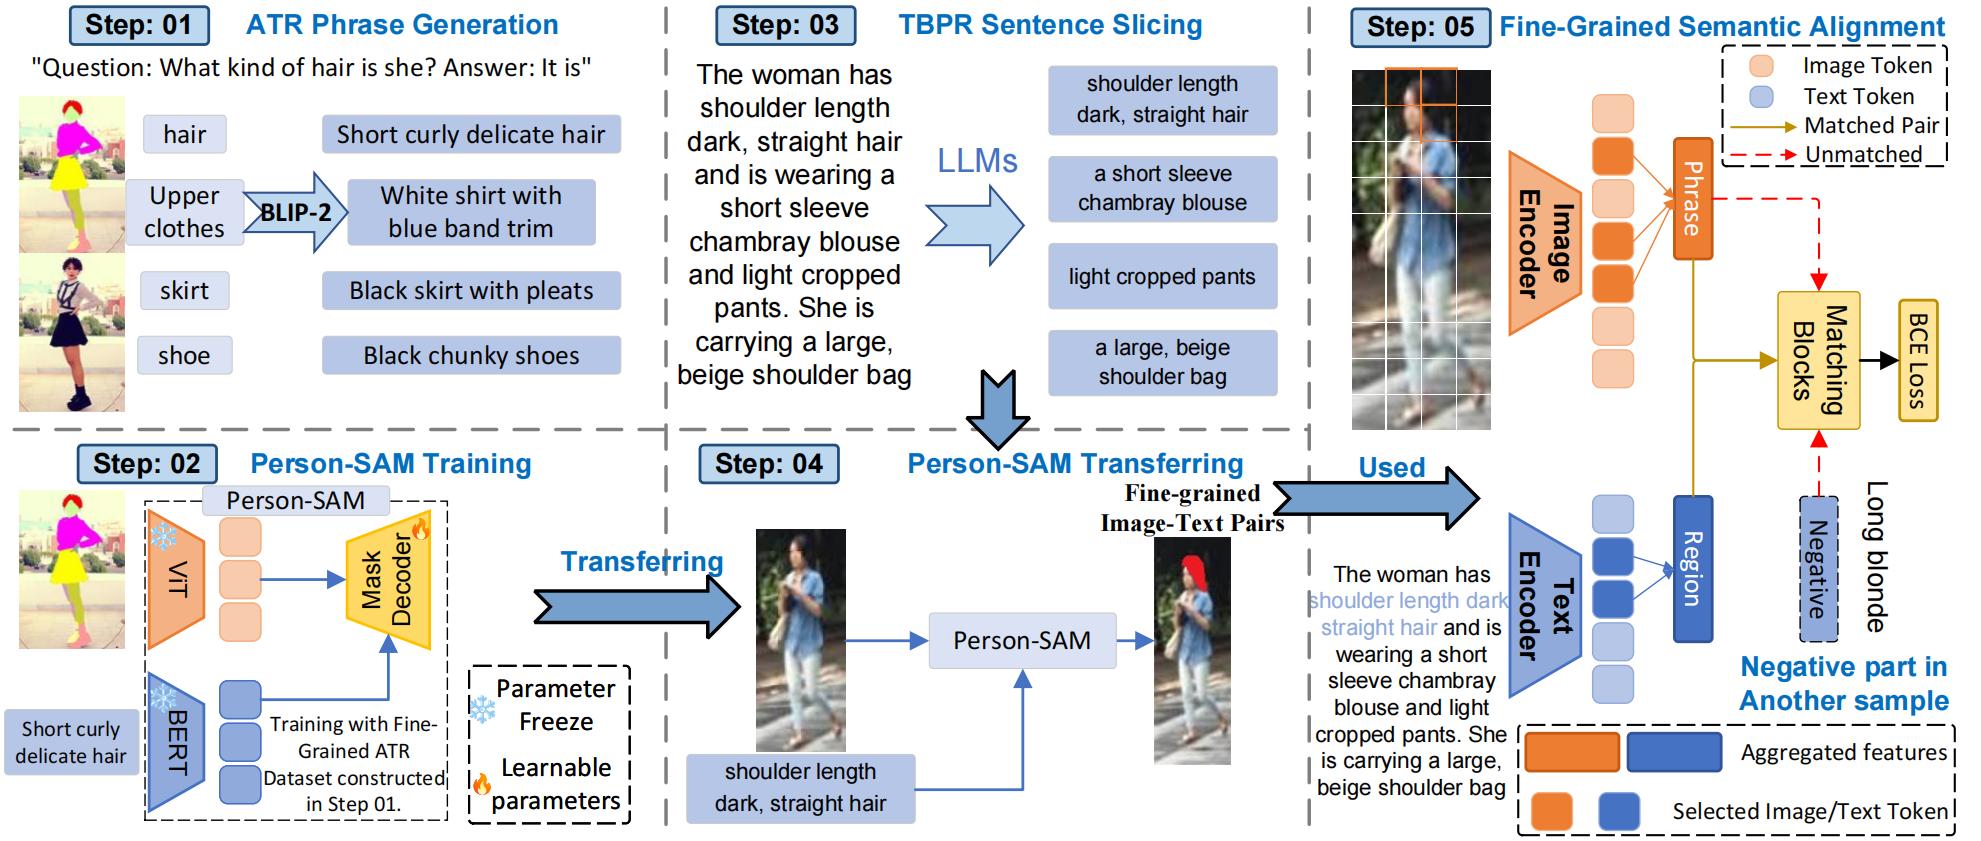 Step: 01
ATR Phrase Generation
"Question: What kind of hair is she? Answer: It is"
hair
Short curly delicate hair
Upper
clothes
BLIP-2
White shirt with
blue band trim
skirt
Black skirt with pleats
shoe
Black chunky shoes
Step: 02
Person-SAM Training
Person-SAM
ViT
Mask
Decoder
BERT
Short curly
delicate hair
Training with Fine-
Grained ATR
Dataset constructed
in Step 01.
Parameter
Freeze
Learnable
parameters
Transferring
Step: 03
TBPR Sentence Slicing
The woman has
shoulder length
dark, straight hair
and is wearing a
short sleeve
chambray blouse
and light cropped
pants. She is
carrying a large,
beige shoulder bag
LLMs
shoulder length
dark, straight hair
a short sleeve
chambray blouse
light cropped pants
a large, beige
shoulder bag
Step: 04
Person-SAM Transferring
Fine-grained
Image-Text Pairs
Person-SAM
shoulder length
dark, straight hair
Used
Step: 05
Fine-Grained Semantic Alignment
Image Token
Text Token
Matched Pair
Unmatched
Image
Encoder
Phrase
Matching
Blocks
BCE Loss
Text
Encoder
Region
Negative
Long blonde
The woman has
shoulder length dark
straight hair and is
wearing a short
sleeve chambray
blouse and light
cropped pants. She
is carrying a large,
beige shoulder bag
Negative part in
Another sample
Aggregated features
Selected Image/Text Token